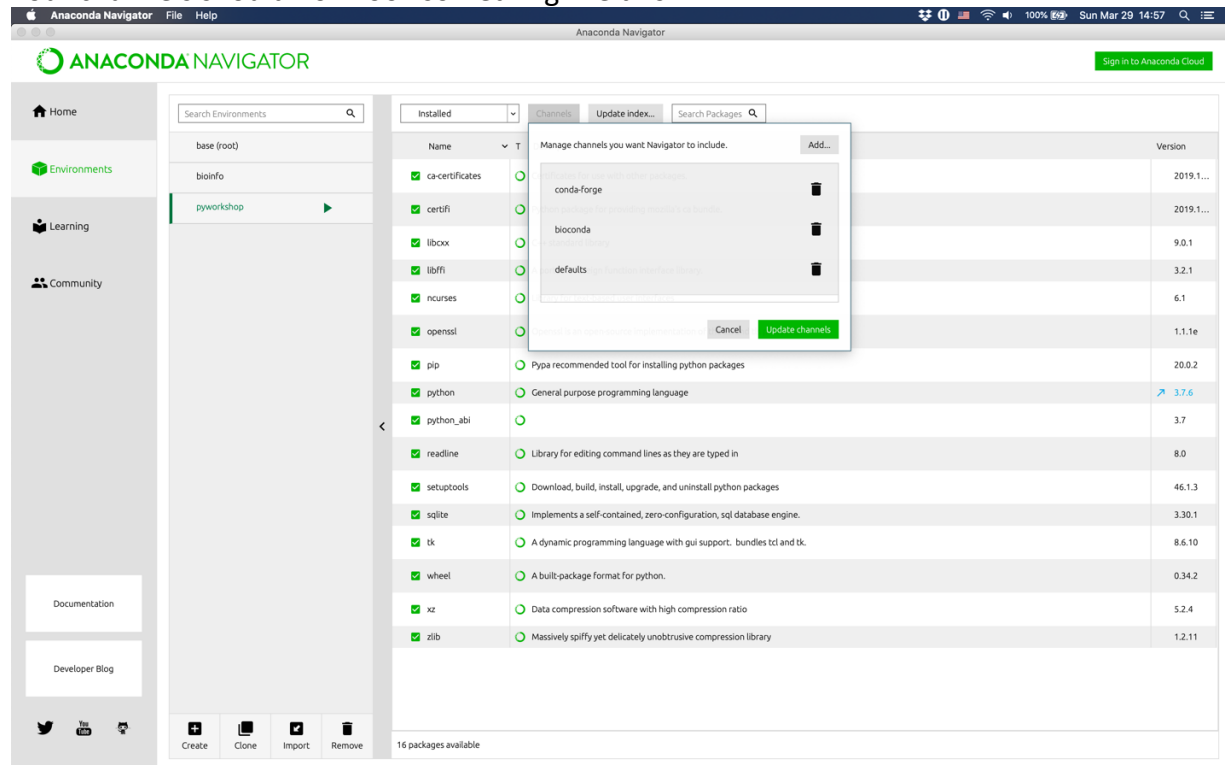 Anaconda Navigator File Help 100% Sun Mar 29 14:57
Anaconda Navigator
ANACONDA NAVIGATOR
Sign in to Anaconda Cloud
Home
Environments
Learning
Community
Documentation
Developer Blog
You Tube
Search Environments
base (root)
bioinfo
pyworkshop
Create Clone Import Remove
Installed Channels Update index... Search Packages
Name T Version
Manage channels you want Navigator to include. Add...
conda-forge
bioconda
defaults
Cancel Update channels
ca-certificates 2019.1...
certifi 2019.1...
libcxx 9.0.1
libffi 3.2.1
ncurses 6.1
openssl 1.1.1e
pip Pypa recommended tool for installing python packages 20.0.2
python General purpose programming language 3.7.6
python_abi 3.7
readline Library for editing command lines as they are typed in 8.0
setuptools Download, build, install, upgrade, and uninstall python packages 46.1.3
sqlite Implements a self-contained, zero-configuration, sql database engine. 3.30.1
tk A dynamic programming language with gui support. bundles tcl and tk. 8.6.10
wheel A built-package format for python. 0.34.2
xz Data compression software with high compression ratio 5.2.4
zlib Massively spiffy yet delicately unobtrusive compression library 1.2.11
16 packages available